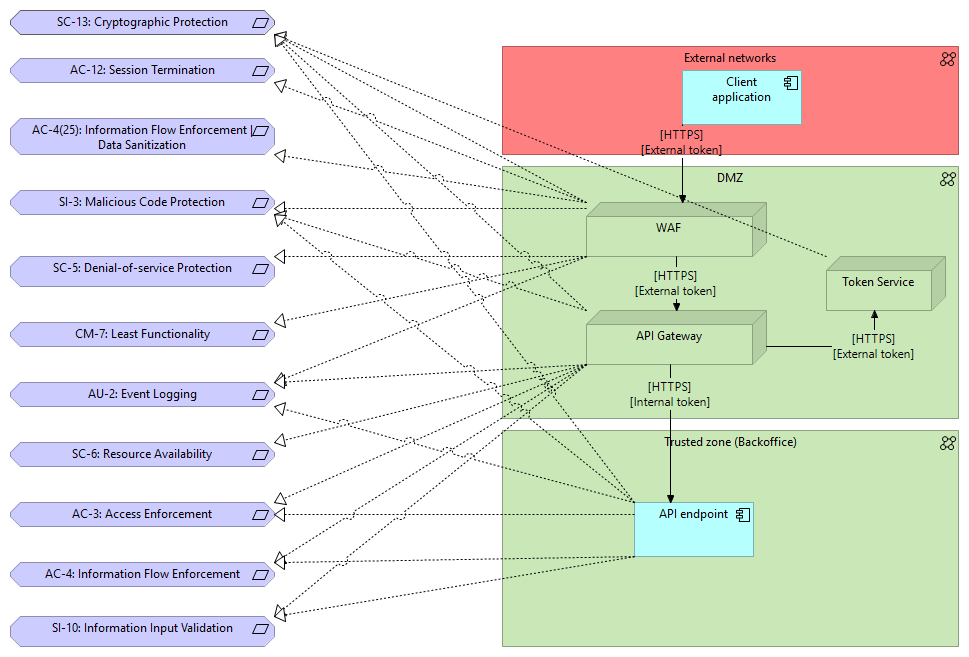 SC-13: Cryptographic Protection
AC-12: Session Termination
AC-4(25): Information Flow Enforcement |
Data Sanitization
SI-3: Malicious Code Protection
SC-5: Denial-of-service Protection
CM-7: Least Functionality
AU-2: Event Logging
SC-6: Resource Availability
AC-3: Access Enforcement
AC-4: Information Flow Enforcement
SI-10: Information Input Validation
External networks
Client
application
[HTTPS]
[External token]
DMZ
WAF
[HTTPS]
[External token]
Token Service
API Gateway
[HTTPS]
[External token]
[HTTPS]
[Internal token]
Trusted zone (Backoffice)
API endpoint